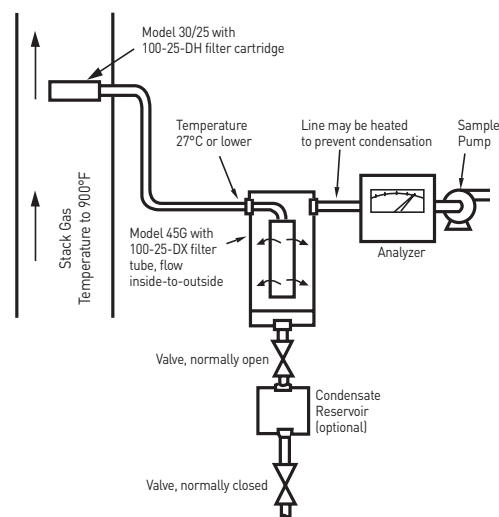 Model 30/25 with
100-25-DH filter cartridge
Temperature
27°C or lower
Line may be heated
to prevent condensation
Sample
Pump
Stack Gas
Temperature to 900°F
Model 45G with
100-25-DX filter
tube, flow
inside-to-outside
Analyzer
Valve, normally open
Condensate
Reservoir
(optional)
Valve, normally closed